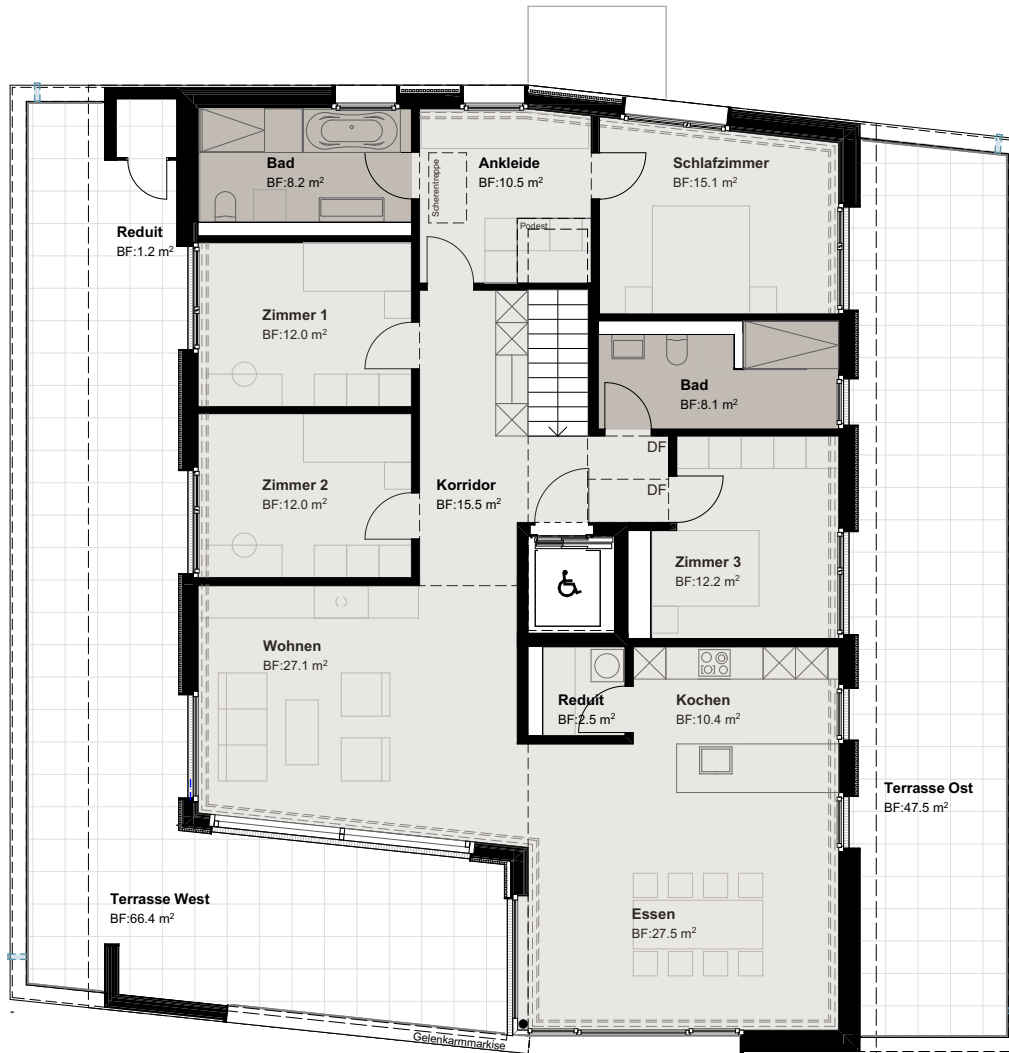 Bad
BF:8.2 m²
Ankleide
BF:10.5 m²
Scherentreppe
Podest
Schlafzimmer
BF:15.1 m²
Reduit
BF:1.2 m²
Zimmer 1
BF:12.0 m²
Bad
BF:8.1 m²
DF
DF
Zimmer 2
BF:12.0 m²
Korridor
BF:15.5 m²
Zimmer 3
BF:12.2 m²
Wohnen
BF:27.1 m²
Reduit
BF:2.5 m²
Kochen
BF:10.4 m²
Terrasse Ost
BF:47.5 m²
Terrasse West
BF:66.4 m²
Essen
BF:27.5 m²
Gelenkarmmarkise